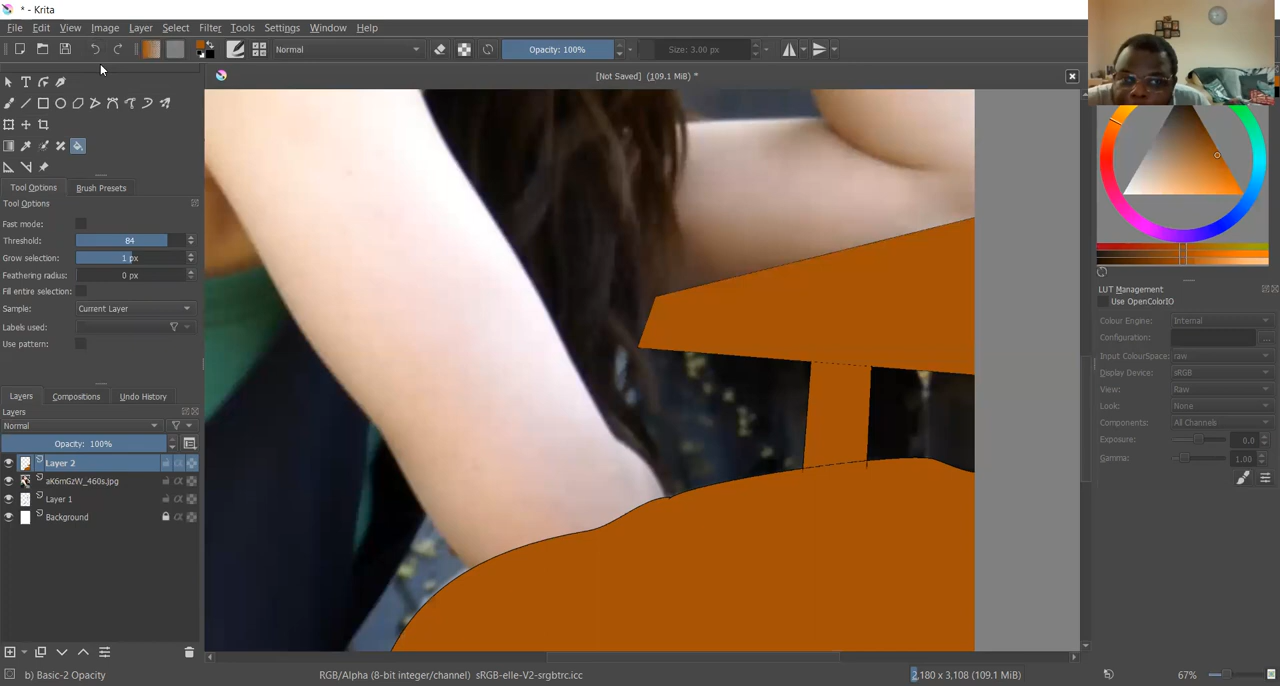 * - Krita
File Edit View Image Layer Select Filter Tools Settings Window Help
Normal Opacity: 100% Size: 3.00 px
[Not Saved] (109.1 MiB) *
Tool Options Brush Presets
Tool Options
Fast mode:
Threshold: 84
Grow selection: 1 px
Feathering radius: 0 px
Fill entire selection:
Sample: Current Layer
Labels used:
Use pattern:
Layers Compositions Undo History
Layers
Normal
Opacity: 100%
Layer 2
aK6mGzW_460s.jpg
Layer 1
Background
LUT Management
Use OpenColorIO
Colour Engine: Internal
Configuration: ...
Input ColourSpace: raw
Display Device: sRGB
View: Raw
Look: None
Components: All Channels
Exposure: 0.0
Gamma: 1.00
b) Basic-2 Opacity RGB/Alpha (8-bit integer/channel) sRGB-elle-V2-srgbtrc.icc 2,180 x 3,108 (109.1 MiB) 67%